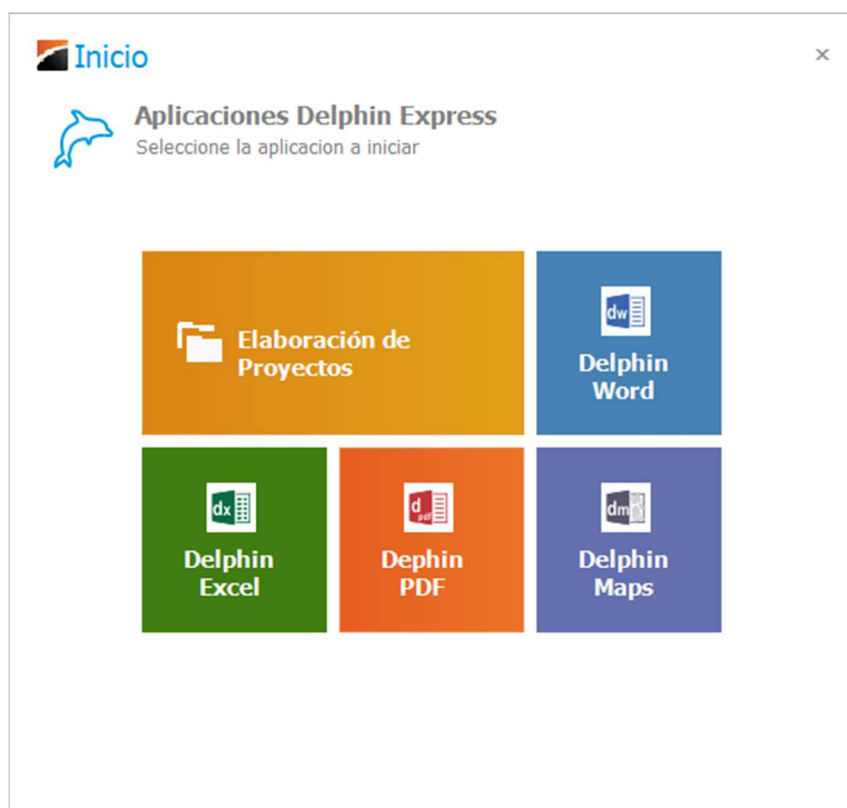 Inicio
×
Aplicaciones Delphin Express
Seleccione la aplicacion a iniciar
Elaboración de
Proyectos
dw
Delphin
Word
dx
Delphin
Excel
d
pdf
Dephin
PDF
dm
Delphin
Maps